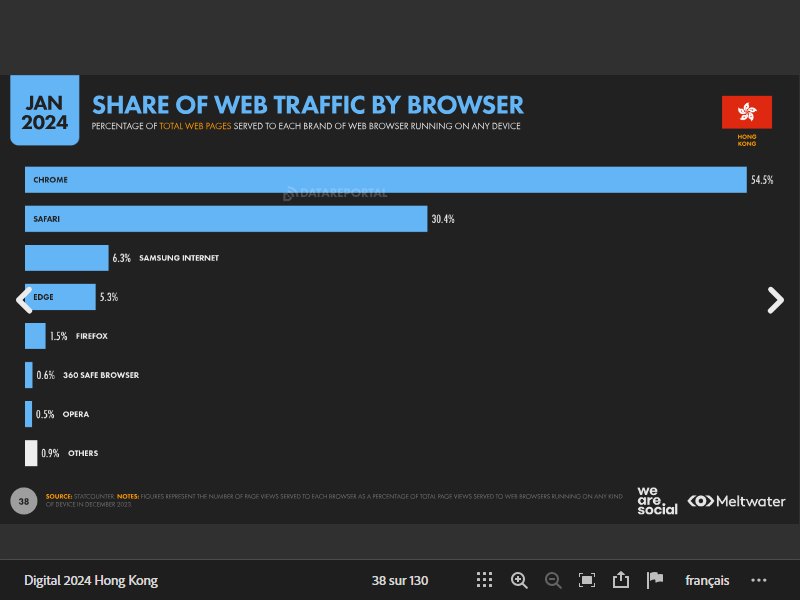 JAN
2024
SHARE OF WEB TRAFFIC BY BROWSER
PERCENTAGE OF TOTAL WEB PAGES SERVED TO EACH BRAND OF WEB BROWSER RUNNING ON ANY DEVICE
HONG
KONG
CHROME 54.5%
DATAREPORTAL
SAFARI 30.4%
6.3% SAMSUNG INTERNET
EDGE 5.3%
1.5% FIREFOX
0.6% 360 SAFE BROWSER
0.5% OPERA
0.9% OTHERS
38
SOURCE: STATCOUNTER. NOTES: FIGURES REPRESENT THE NUMBER OF PAGE VIEWS SERVED TO EACH BROWSER AS A PERCENTAGE OF TOTAL PAGE VIEWS SERVED TO WEB BROWSERS RUNNING ON ANY KIND
OF DEVICE IN DECEMBER 2023.
we
are
social
Meltwater
Digital 2024 Hong Kong
38 sur 130
français